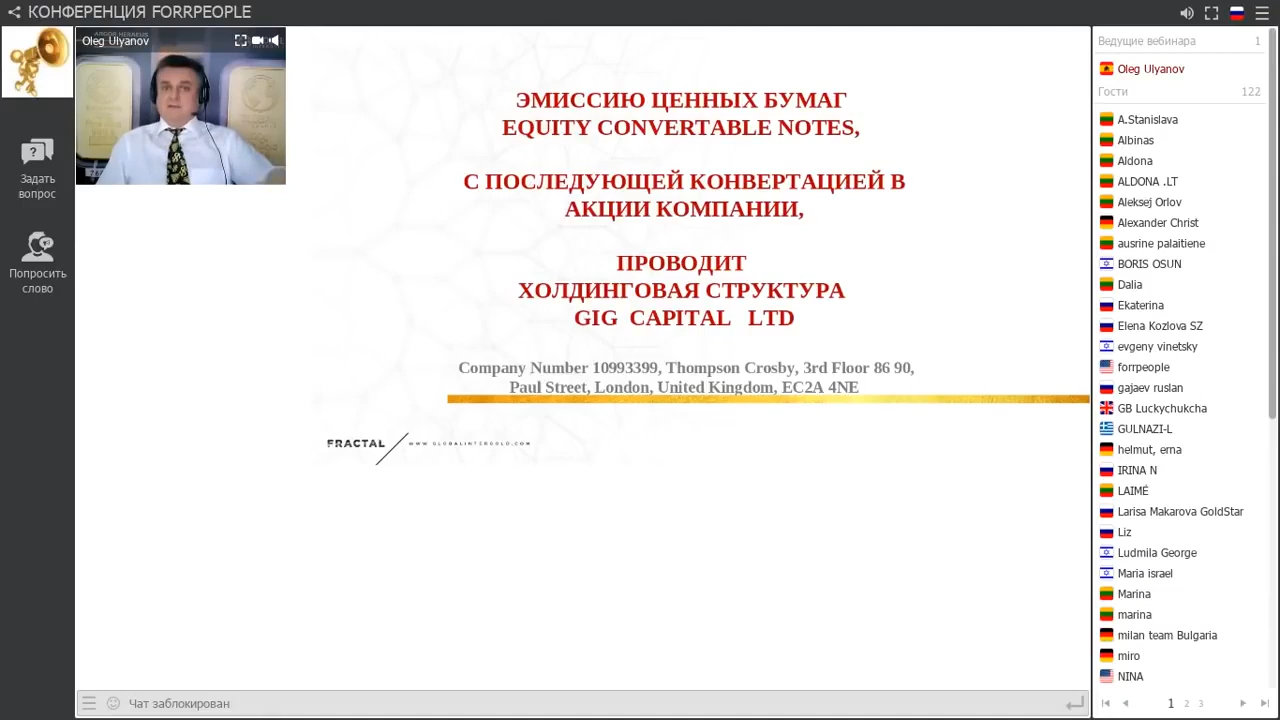 КОНФЕРЕНЦИЯ FORRPEOPLE
Oleg Ulyanov
ARGOR HERAEUS
Задать
вопрос
Попросить
слово
ЭМИССИЮ ЦЕННЫХ БУМАГ
EQUITY CONVERTABLE NOTES,
С ПОСЛЕДУЮЩЕЙ КОНВЕРТАЦИЕЙ В
АКЦИИ КОМПАНИИ,
ПРОВОДИТ
ХОЛДИНГОВАЯ СТРУКТУРА
GIG CAPITAL LTD
Company Number 10993399, Thompson Crosby, 3rd Floor 86 90,
Paul Street, London, United Kingdom, EC2A 4NE
FRACTAL WWW.GLOBALINTERGOLD.COM
Чат заблокирован
Ведущие вебинара 1
Oleg Ulyanov
Гости 122
A.Stanislava
Albinas
Aldona
ALDONA .LT
Aleksej Orlov
Alexander Christ
ausrine palaitiene
BORIS OSUN
Dalia
Ekaterina
Elena Kozlova SZ
evgeny vinetsky
forrpeople
gajaev ruslan
GB Luckychukcha
GULNAZI-L
helmut, erna
IRINA N
LAIMĖ
Larisa Makarova GoldStar
Liz
Ludmila George
Maria israel
Marina
marina
milan team Bulgaria
miro
NINA
1 2 3